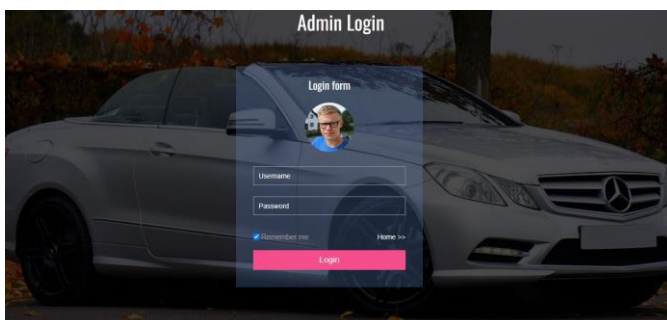 Admin Login
Login form
Username
Password
Remember me Home >>
Login